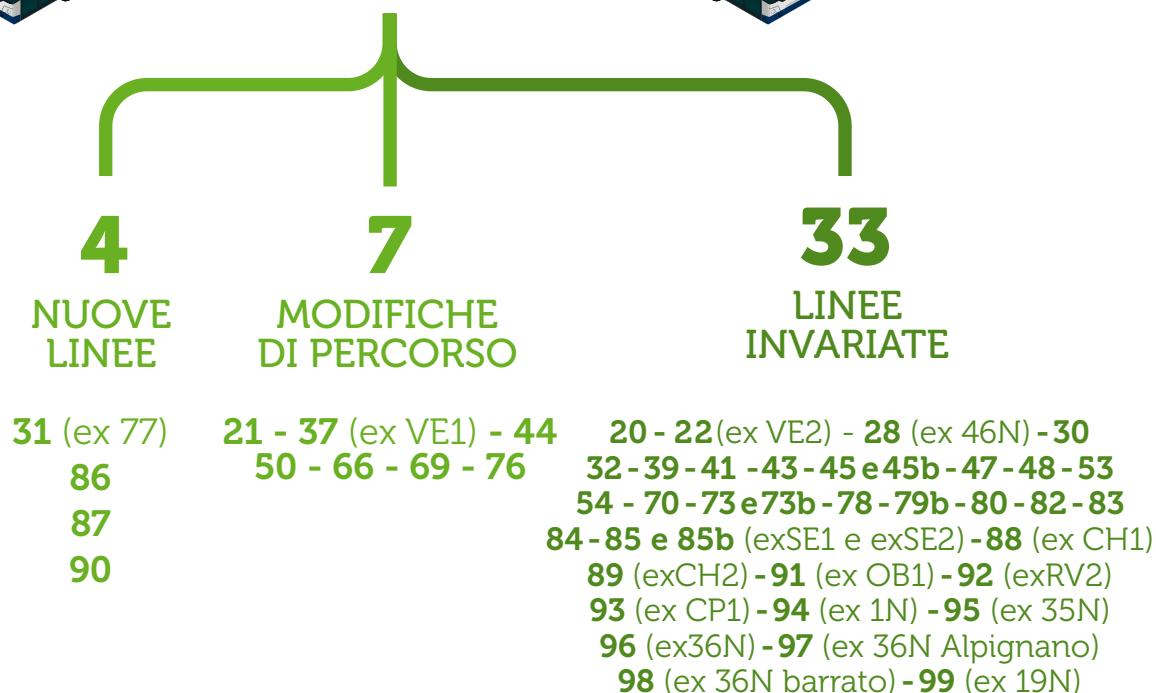 4
NUOVE
LINEE
31 (ex 77)
86
87
90
7
MODIFICHE
DI PERCORSO
21 - 37 (ex VE1) - 44
50 - 66 - 69 - 76
33
LINEE
INVARIATE
20 - 22(ex VE2) - 28 (ex 46N) - 30
32 - 39 - 41 - 43 - 45 e 45b - 47 - 48 - 53
54 - 70 - 73 e 73b - 78 - 79b - 80 - 82 - 83
84 - 85 e 85b (exSE1 e exSE2) - 88 (ex CH1)
89 (exCH2) - 91 (ex OB1) - 92 (exRV2)
93 (ex CP1) - 94 (ex 1N) - 95 (ex 35N)
96 (ex36N) - 97 (ex 36N Alpignano)
98 (ex 36N barrato) - 99 (ex 19N)